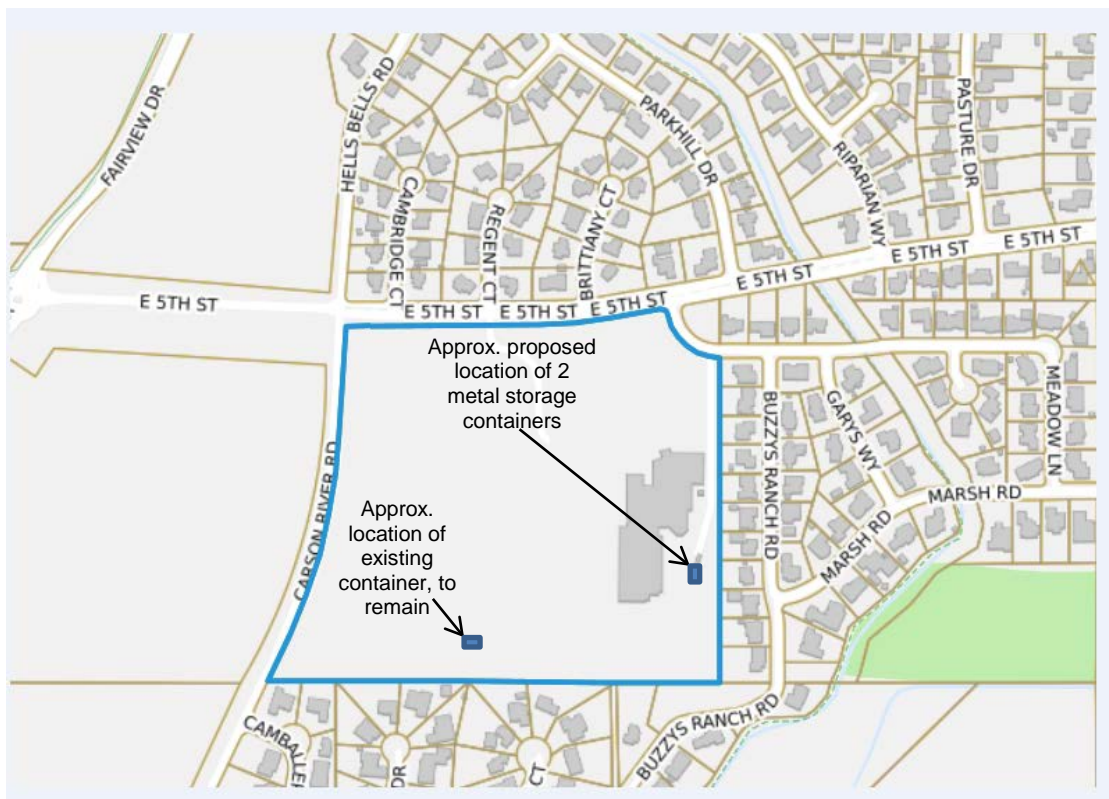 FAIRVIEW DR
HELLS BELLS RD
CAMBRIDGE CT
REGENT CT
BRITTIANY CT
PARKHILL DR
RIPARIAN WY
PASTURE DR
E 5TH ST
E 5TH ST
E 5TH ST
E 5TH ST
E 5TH ST
E 5TH ST
E 5TH ST
Approx. proposed
location of 2
metal storage
containers
CARSON RIVER RD
Approx.
location of
existing
container, to
remain
BUZZYS RANCH RD
GARYS WY
MEADOW LN
MARSH RD
MARSH RD
BUZZYS RANCH RD
CAMBALLE
DR
CT